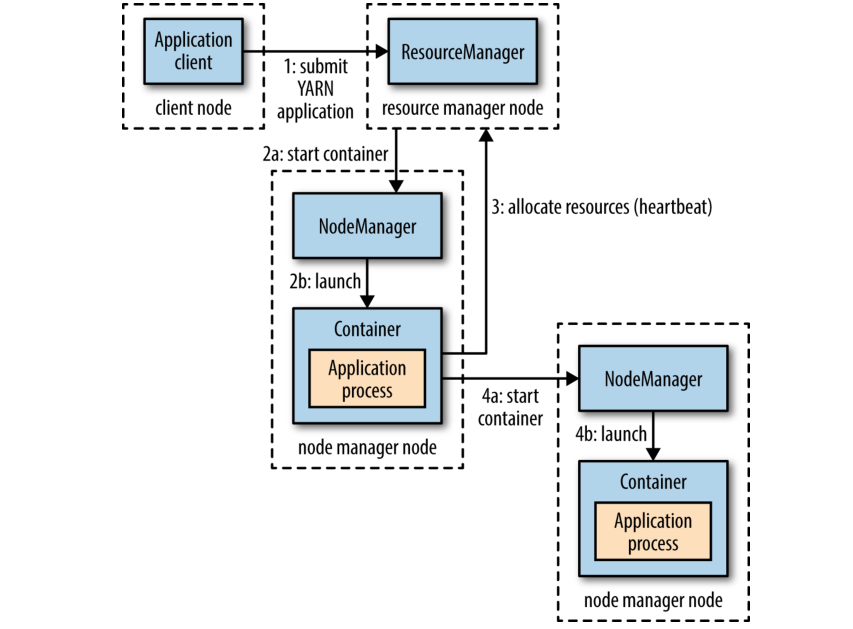 Application
client
client node
1: submit
YARN
application
ResourceManager
resource manager node
2a: start container
NodeManager
2b: launch
Container
Application
process
node manager node
3: allocate resources (heartbeat)
4a: start
container
NodeManager
4b: launch
Container
Application
process
node manager node